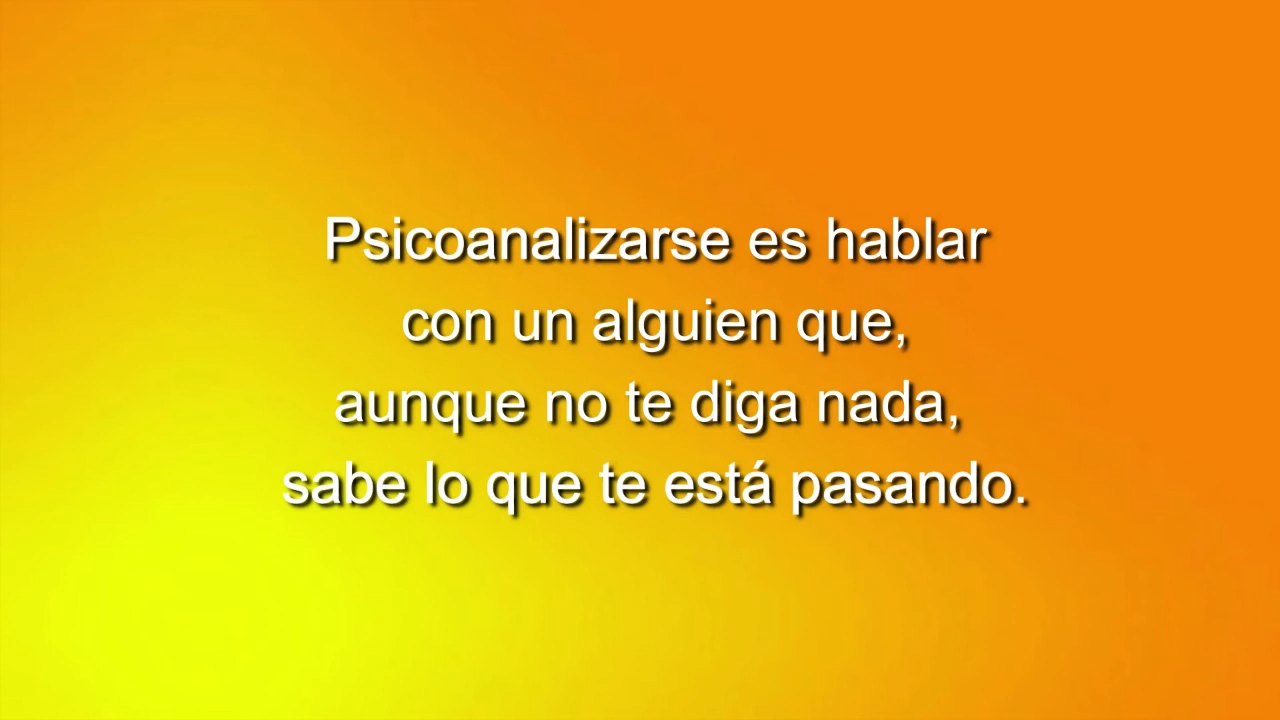 Psicoanalizarse es hablar
con un alguien que,
aunque no te diga nada,
sabe lo que te está pasando.